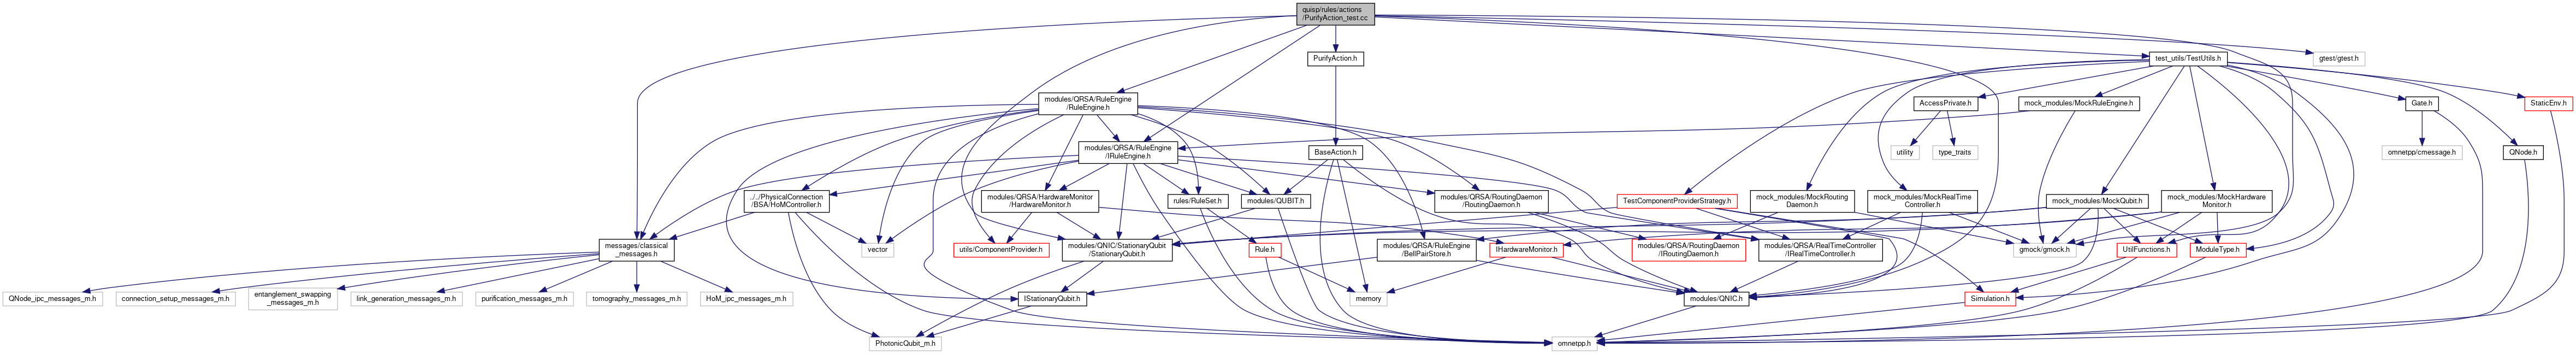 quisp/rules/actions
/PurifyAction_test.cc
PurifyAction.h
test_utils/TestUtils.h
gtest/gtest.h
modules/QRSA/RuleEngine
/RuleEngine.h
AccessPrivate.h
mock_modules/MockRuleEngine.h
Gate.h
StaticEnv.h
modules/QRSA/RuleEngine
/IRuleEngine.h
BaseAction.h
utility
type_traits
omnetpp/cmessage.h
QNode.h
../../PhysicalConnection
/BSA/HoMController.h
modules/QRSA/HardwareMonitor
/HardwareMonitor.h
rules/RuleSet.h
modules/QUBIT.h
modules/QRSA/RoutingDaemon
/RoutingDaemon.h
TestComponentProviderStrategy.h
mock_modules/MockRouting
Daemon.h
mock_modules/MockRealTime
Controller.h
mock_modules/MockQubit.h
mock_modules/MockHardware
Monitor.h
messages/classical
_messages.h
vector
utils/ComponentProvider.h
modules/QNIC/StationaryQubit
/StationaryQubit.h
Rule.h
modules/QRSA/RuleEngine
/BellPairStore.h
IHardwareMonitor.h
modules/QRSA/RoutingDaemon
/IRoutingDaemon.h
modules/QRSA/RealTimeController
/IRealTimeController.h
gmock/gmock.h
UtilFunctions.h
ModuleType.h
QNode_ipc_messages_m.h
connection_setup_messages_m.h
entanglement_swapping
_messages_m.h
link_generation_messages_m.h
purification_messages_m.h
tomography_messages_m.h
HoM_ipc_messages_m.h
IStationaryQubit.h
memory
modules/QNIC.h
Simulation.h
PhotonicQubit_m.h
omnetpp.h